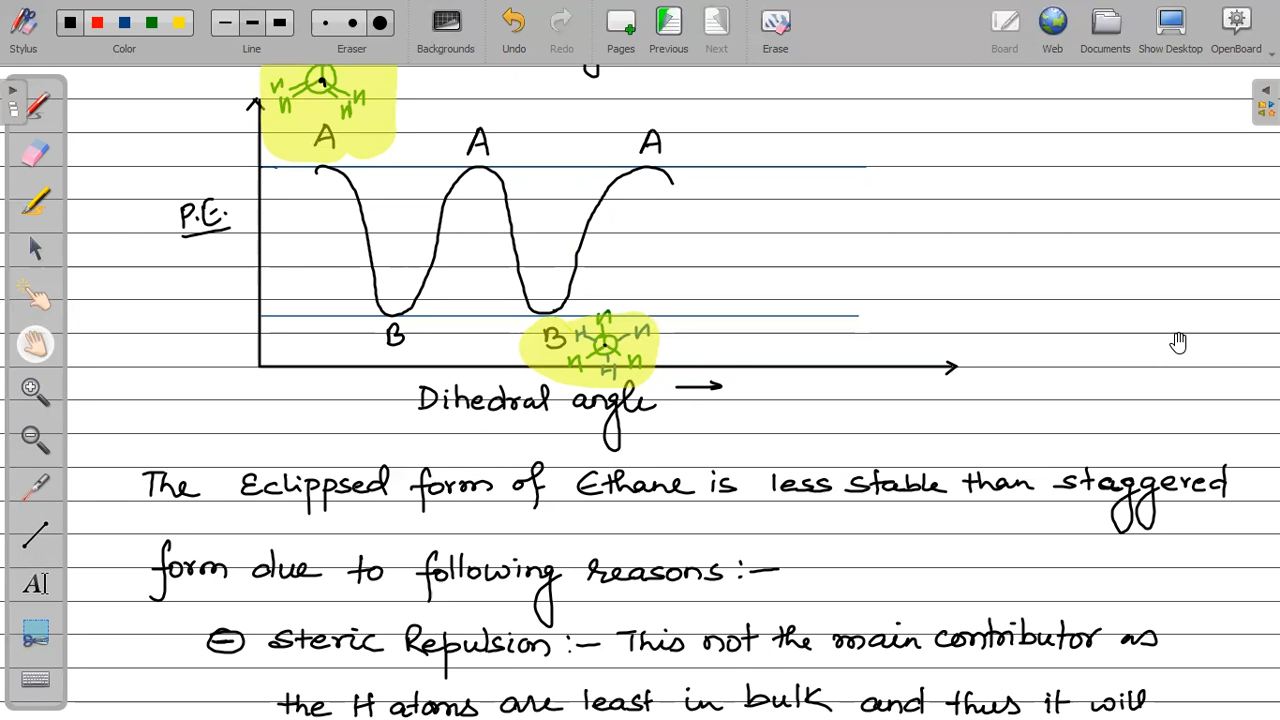 Stylus
Color
Line
Eraser
Backgrounds
Undo
Redo
Pages
Previous
Next
Erase
Board
Web
Documents
Show Desktop
OpenBoard
n n n n
A A A
P.E.
B B H n n n n H
Dihedral angle →
The Eclippsed form of Ethane is less stable than staggered
form due to following reasons :-
steric Repulsion :- This not the main contributor as
the H atoms are least in bulk and thus it will
AI